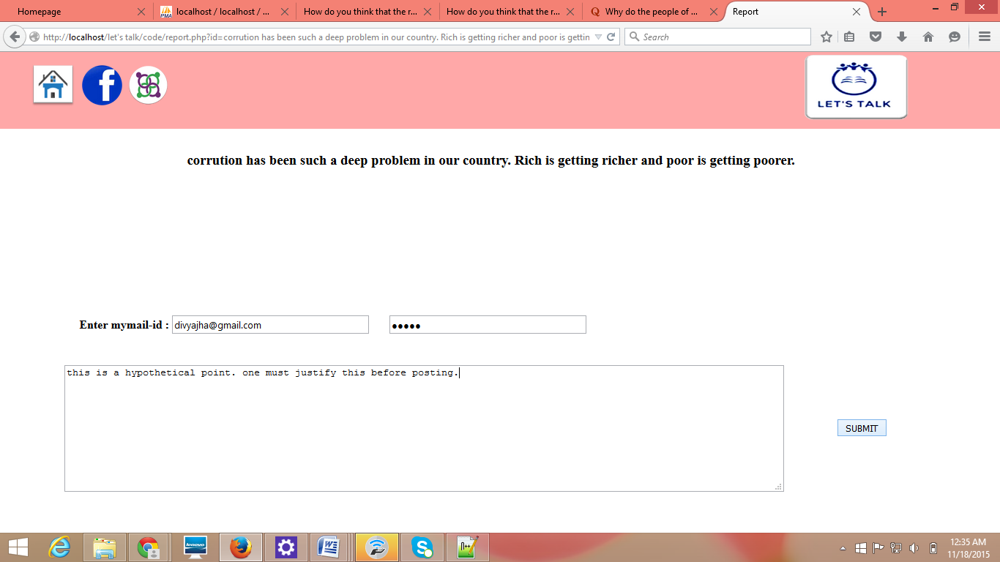 Homepage
localhost / localhost / ...
How do you think that the r...
How do you think that the r...
Why do the people of ...
Report
http://localhost/let's talk/code/report.php?id=corrution has been such a deep problem in our country. Rich is getting richer and poor is gettin
Search
LET'S TALK
corrution has been such a deep problem in our country. Rich is getting richer and poor is getting poorer.
Enter mymail-id : divyajha@gmail.com •••••
this is a hypothetical point. one must justify this before posting.
SUBMIT
12:35 AM
11/18/2015